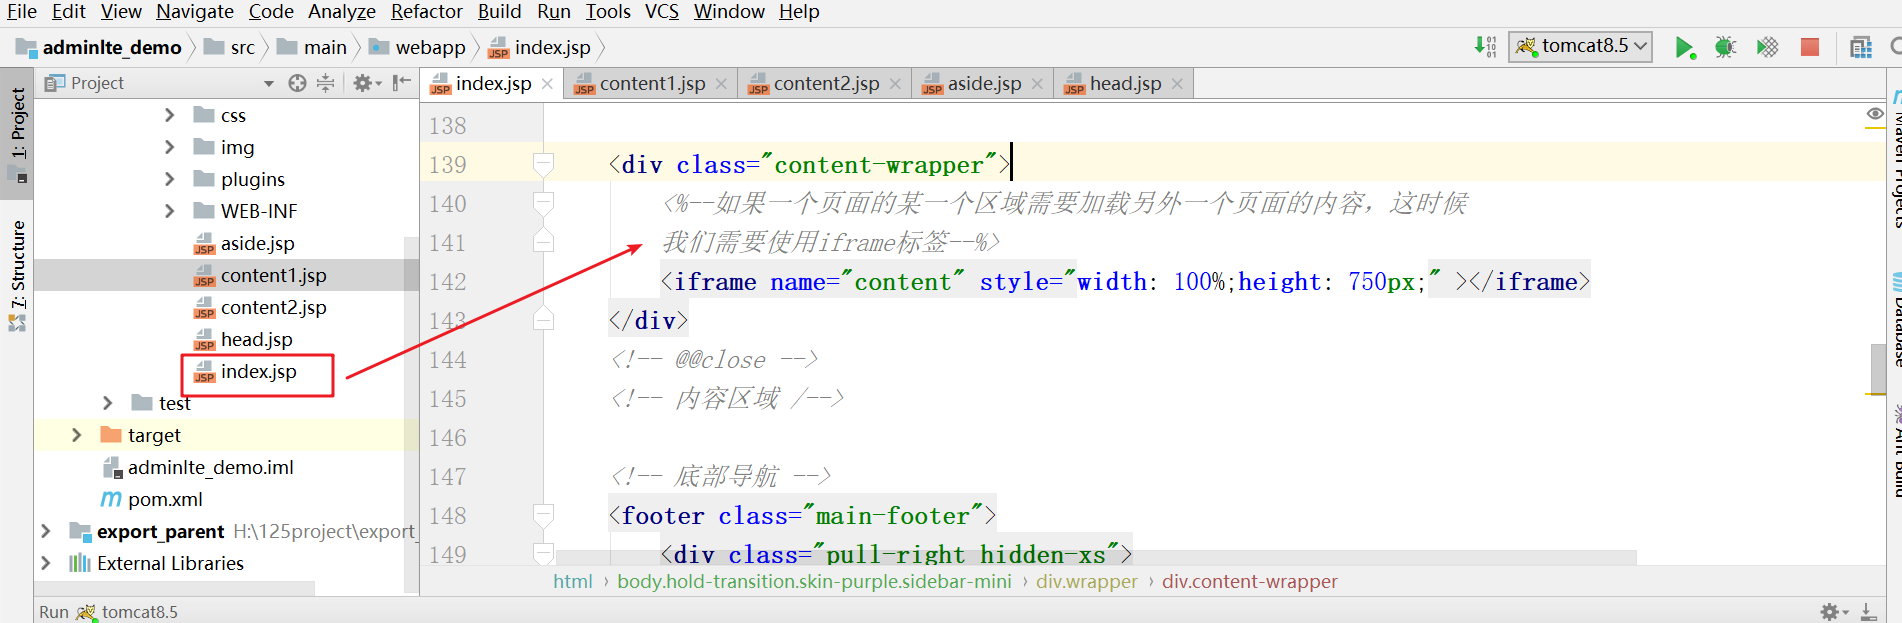 File Edit View Navigate Code Analyze Refactor Build Run Tools VCS Window Help
adminlte_demo src main webapp index.jsp
tomcat8.5
Project
index.jsp content1.jsp content2.jsp aside.jsp head.jsp
1: Project
7: Structure
css
img
plugins
WEB-INF
aside.jsp
content1.jsp
content2.jsp
head.jsp
index.jsp
test
target
adminlte_demo.iml
pom.xml
export_parent H:\125project\export_
External Libraries
138
139 <div class="content-wrapper">
140 <%--如果一个页面的某一个区域需要加载另外一个页面的内容，这时候
141 我们需要使用iframe标签--%>
142 <iframe name="content" style="width: 100%;height: 750px;" ></iframe>
143 </div>
144 <!-- @@close -->
145 <!-- 内容区域 /-->
146
147 <!-- 底部导航 -->
148 <footer class="main-footer">
149 <div class="pull-right hidden-xs">
html › body.hold-transition.skin-purple.sidebar-mini › div.wrapper › div.content-wrapper
Maven Projects
Database
Ant Build
Run tomcat8.5